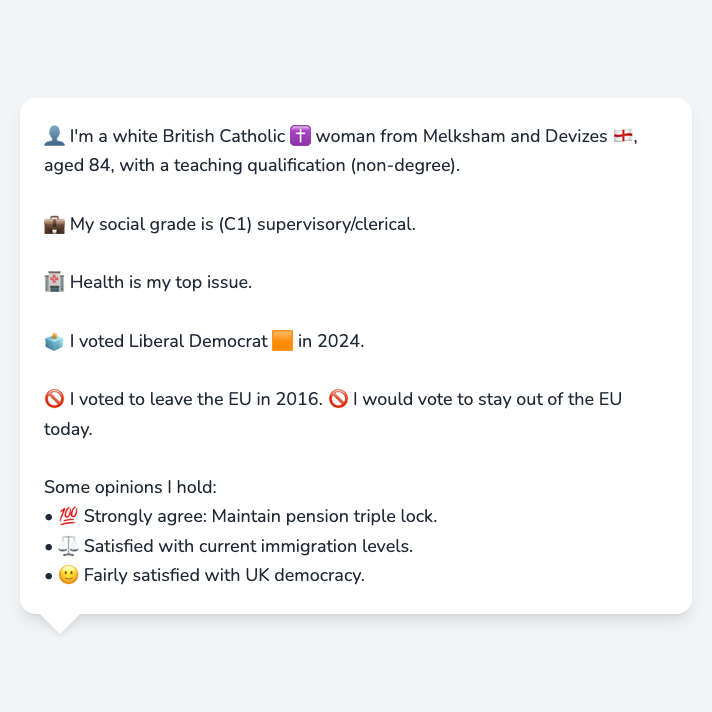 👤 I'm a white British Catholic ✝️ woman from Melksham and Devizes 🏴󠁧󠁢󠁥󠁮󠁧󠁿,
aged 84, with a teaching qualification (non-degree).
💼 My social grade is (C1) supervisory/clerical.
🏥 Health is my top issue.
🗳️ I voted Liberal Democrat 🟧 in 2024.
🚫 I voted to leave the EU in 2016. 🚫 I would vote to stay out of the EU
today.
Some opinions I hold:
• 💯 Strongly agree: Maintain pension triple lock.
• ⚖️ Satisfied with current immigration levels.
• 🙂 Fairly satisfied with UK democracy.